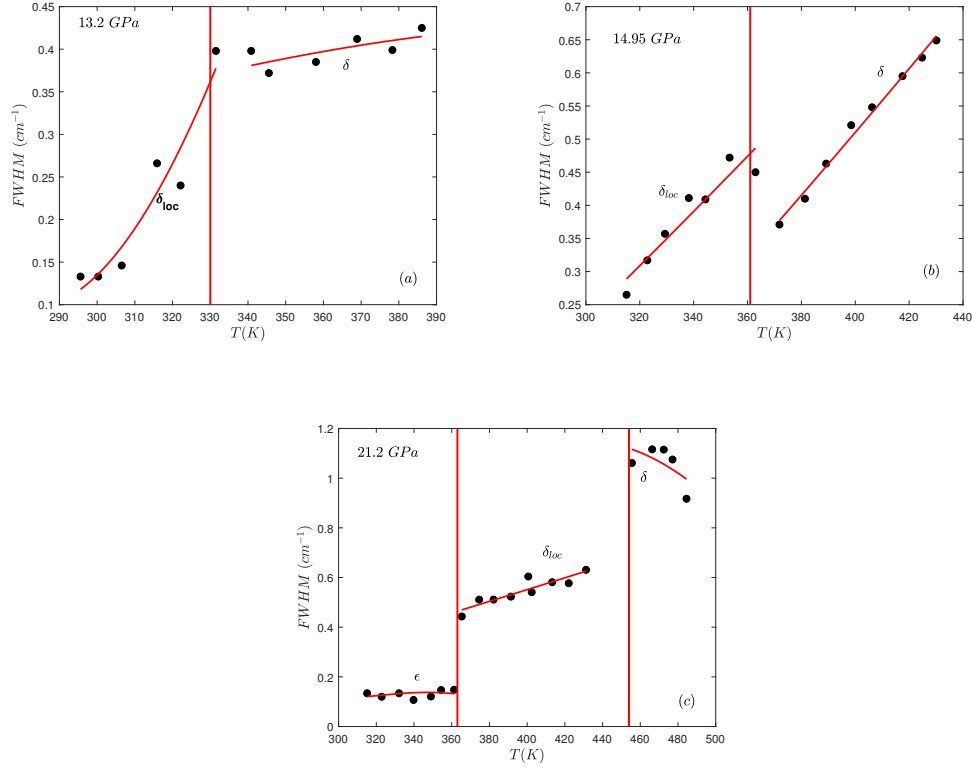 13.2 GPa
0.45
0.4
0.35
0.3
0.25
0.2
0.15
0.1
FWHM (cm⁻¹)
δ
δ_loc
(a)
290 300 310 320 330 340 350 360 370 380 390
T(K)
14.95 GPa
0.7
0.65
0.6
0.55
0.5
0.45
0.4
0.35
0.3
0.25
FWHM (cm⁻¹)
δ
δ_loc
(b)
300 320 340 360 380 400 420 440
T(K)
21.2 GPa
1.2
1
0.8
0.6
0.4
0.2
0
FWHM (cm⁻¹)
δ
δ_loc
ϵ
(c)
300 320 340 360 380 400 420 440 460 480 500
T(K)